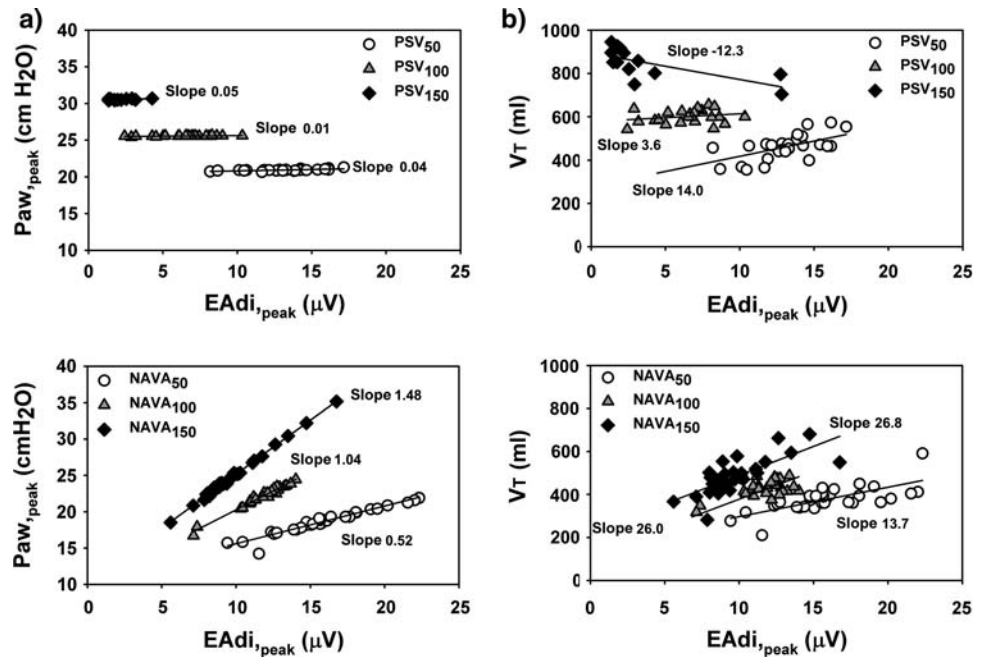 a)
b)
Paw,peak (cm H2O)
40
35
30
25
20
15
10
PSV50
PSV100
PSV150
Slope 0.05
Slope 0.01
Slope 0.04
0 5 10 15 20 25
EAdi,peak (μV)
VT (ml)
1000
800
600
400
200
0
PSV50
PSV100
PSV150
Slope -12.3
Slope 3.6
Slope 14.0
0 5 10 15 20 25
EAdi,peak (μV)
Paw,peak (cmH2O)
40
35
30
25
20
15
10
NAVA50
NAVA100
NAVA150
Slope 1.48
Slope 1.04
Slope 0.52
0 5 10 15 20 25
EAdi,peak (μV)
VT (ml)
1000
800
600
400
200
0
NAVA50
NAVA100
NAVA150
Slope 26.8
Slope 26.0
Slope 13.7
0 5 10 15 20 25
EAdi,peak (μV)